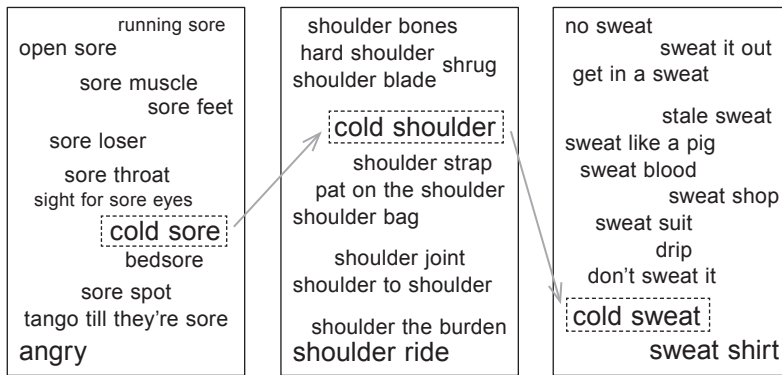 running sore
open sore
sore muscle
sore feet
sore loser
sore throat
sight for sore eyes
cold sore
bedsore
sore spot
tango till they're sore
angry
shoulder bones
hard shoulder
shrug
shoulder blade
cold shoulder
shoulder strap
pat on the shoulder
shoulder bag
shoulder joint
shoulder to shoulder
shoulder the burden
shoulder ride
no sweat
sweat it out
get in a sweat
stale sweat
sweat like a pig
sweat blood
sweat shop
sweat suit
drip
don't sweat it
cold sweat
sweat shirt